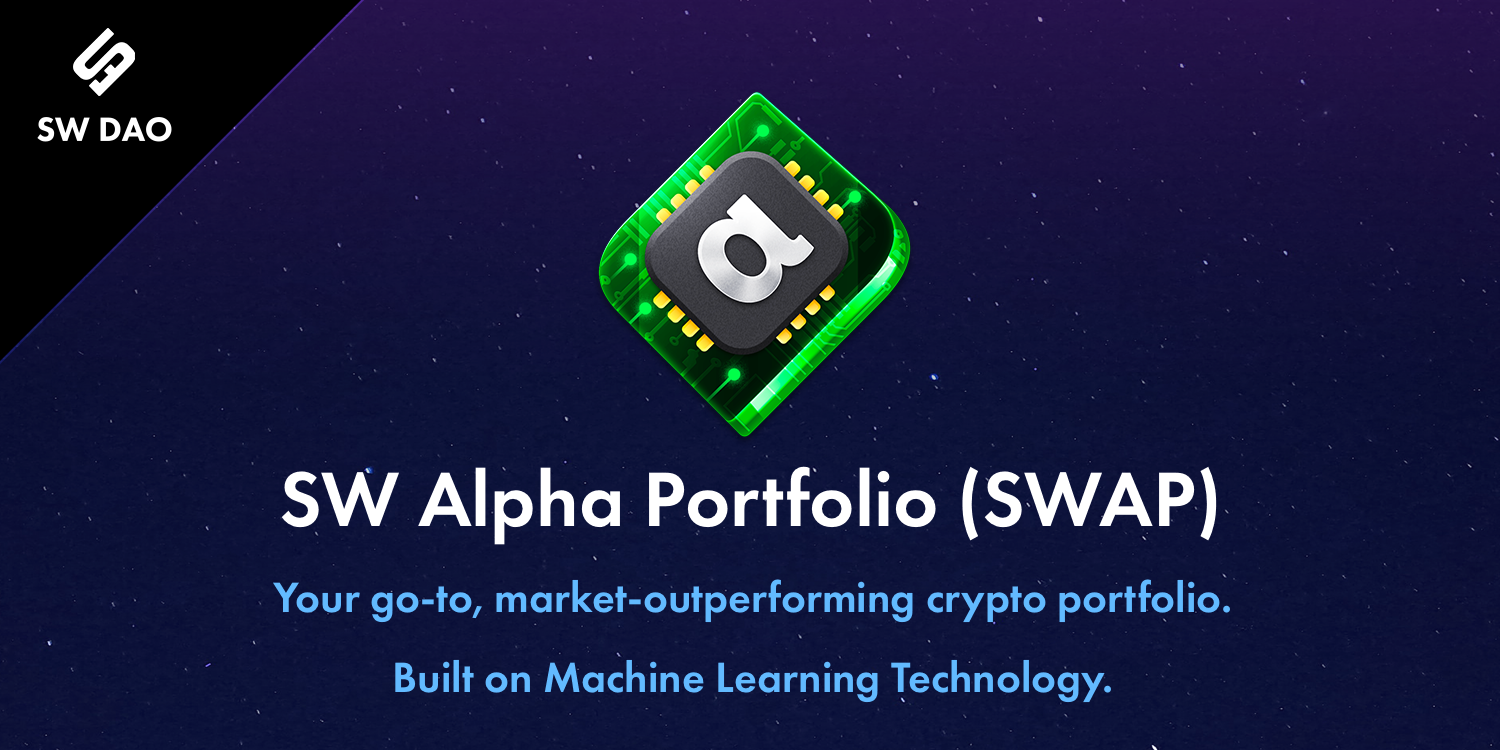 SW DAO
a
SW Alpha Portfolio (SWAP)
Your go-to, market-outperforming crypto portfolio.
Built on Machine Learning Technology.